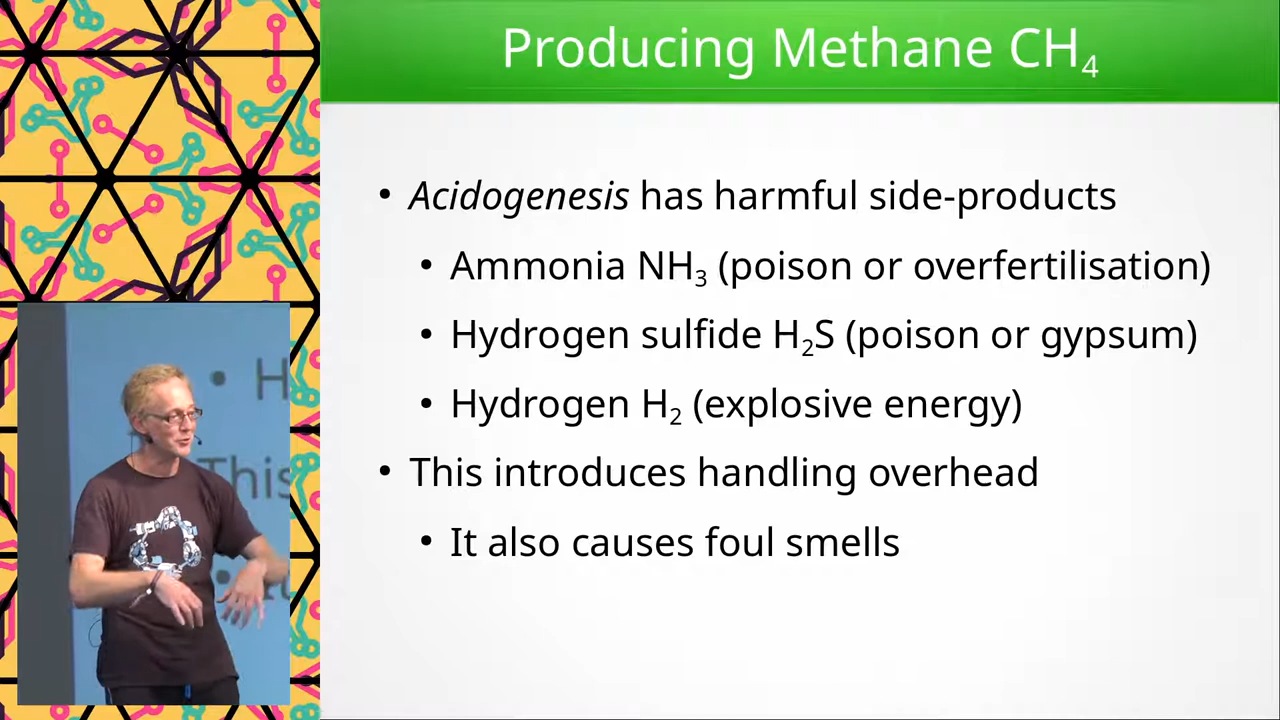 Producing Methane CH₄
• Acidogenesis has harmful side-products
• Ammonia NH₃ (poison or overfertilisation)
• Hydrogen sulfide H₂S (poison or gypsum)
• Hydrogen H₂ (explosive energy)
• This introduces handling overhead
• It also causes foul smells
• H
This